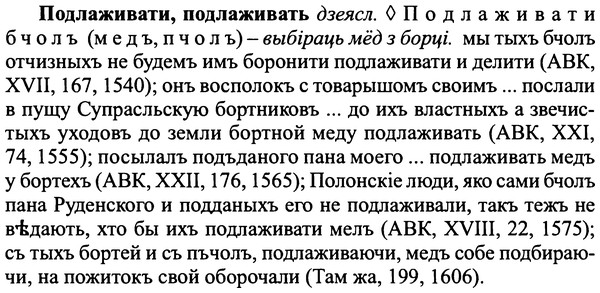 Подлаживати, подлаживать дзеясл. ◊ Подлаживати
бчолъ (медъ, пчолъ) – выбіраць мёд з борці. мы тыхъ бчолъ
отчизныхъ не будемъ имъ боронити подлаживати и делити (АВК,
XVII, 167, 1540); онъ восполокъ с товарышомъ своимъ ... послали
в пущу Супрасльскую бортниковъ ... до ихъ властныхъ а звечис-
тыхъ уходовъ до земли бортной меду подлаживать (АВК, XXI,
74, 1555); посылалъ подъданого пана моего ... подлаживать медъ
у бортехъ (АВК, XXII, 176, 1565); Полонскіе люди, яко сами бчолъ
пана Руденского и подданыхъ его не подлаживали, такъ тежъ не
вѣдають, хто бы ихъ подлаживати мелъ (АВК, XVIII, 22, 1575);
съ тыхъ бортей и съ пъчолъ, подлаживаючи, медъ собе подбираю-
чи, на пожитокъ свой оборочали (Там жа, 199, 1606).